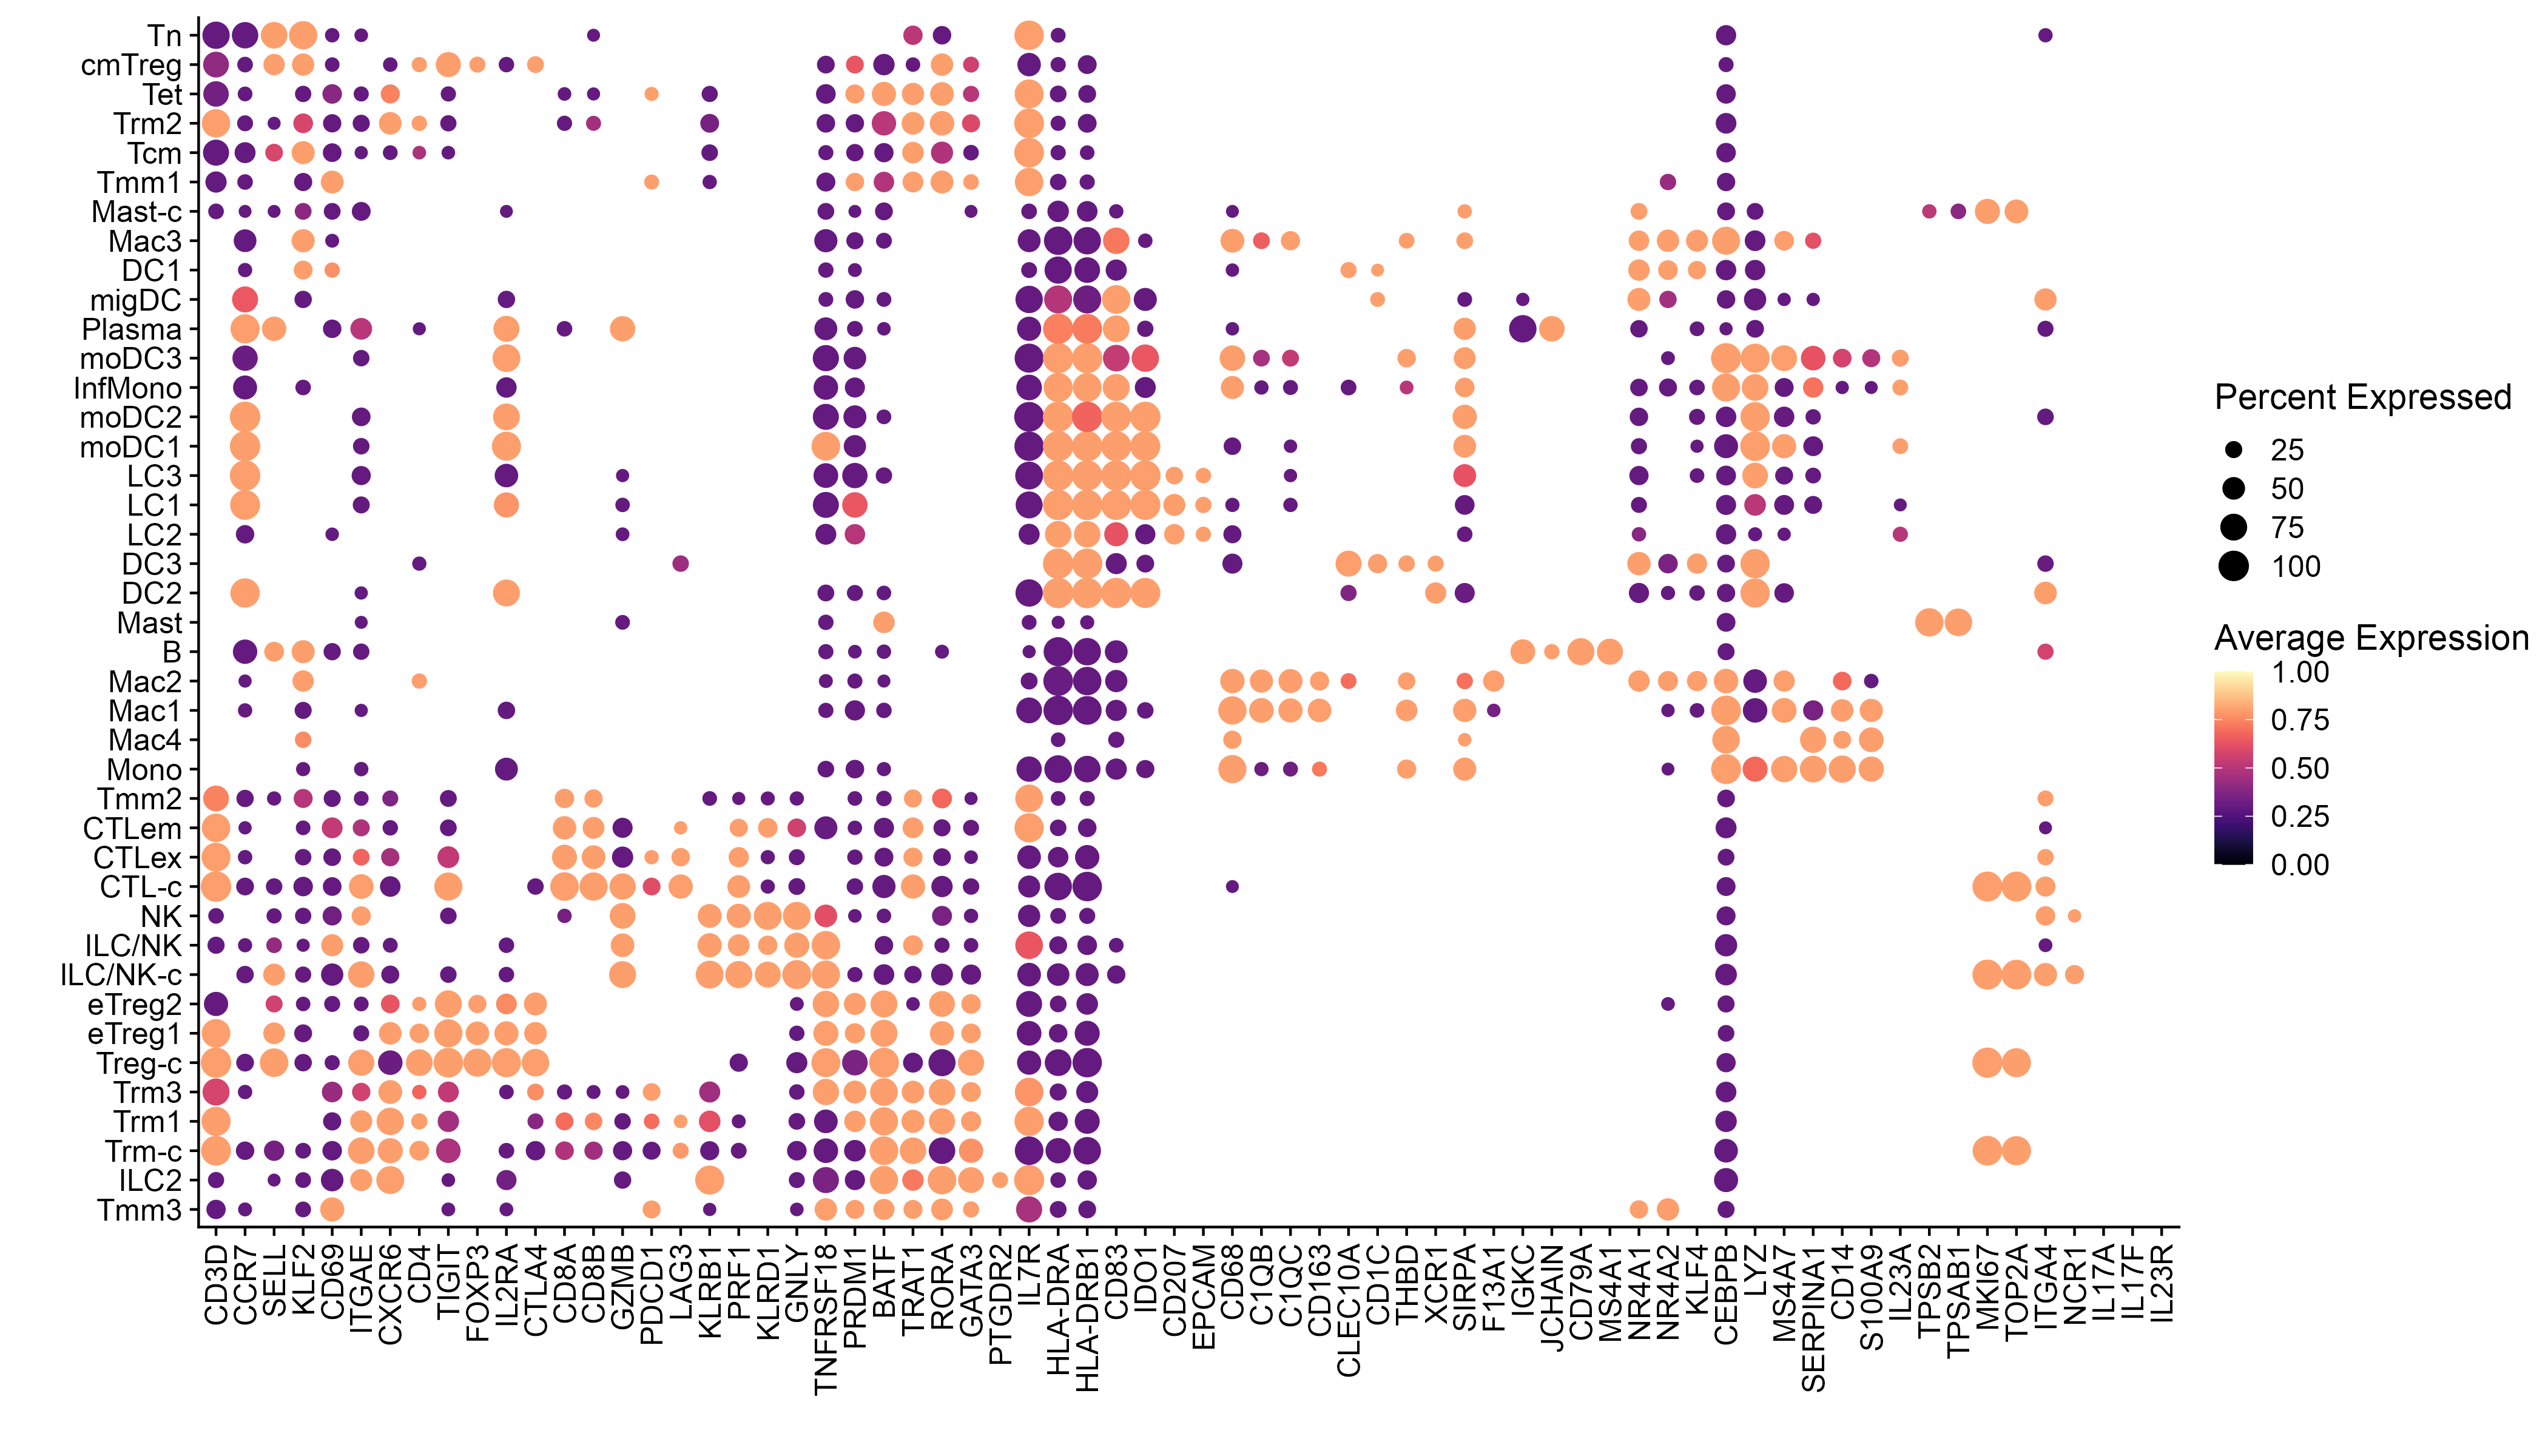 Tn
cmTreg
Tet
Trm2
Tcm
Tmm1
Mast-c
Mac3
DC1
migDC
Plasma
moDC3
InfMono
moDC2
moDC1
LC3
LC1
LC2
DC3
DC2
Mast
B
Mac2
Mac1
Mac4
Mono
Tmm2
CTLem
CTLex
CTL-c
NK
ILC/NK
ILC/NK-c
eTreg2
eTreg1
Treg-c
Trm3
Trm1
Trm-c
ILC2
Tmm3
CD3D
CCR7
SELL
KLF2
CD69
ITGAE
CXCR6
CD4
TIGIT
FOXP3
IL2RA
CTLA4
CD8A
CD8B
GZMB
PDCD1
LAG3
KLRB1
PRF1
KLRD1
GNLY
TNFRSF18
PRDM1
BATF
TRAT1
RORA
GATA3
PTGDR2
IL7R
HLA-DRA
HLA-DRB1
CD83
IDO1
CD207
EPCAM
CD68
C1QB
C1QC
CD163
CLEC10A
CD1C
THBD
XCR1
SIRPA
F13A1
IGKC
JCHAIN
CD79A
MS4A1
NR4A1
NR4A2
KLF4
CEBPB
LYZ
MS4A7
SERPINA1
CD14
S100A9
IL23A
TPSB2
TPSAB1
MKI67
TOP2A
ITGA4
NCR1
IL17A
IL17F
IL23R
Percent Expressed
25
50
75
100
Average Expression
1.00
0.75
0.50
0.25
0.00